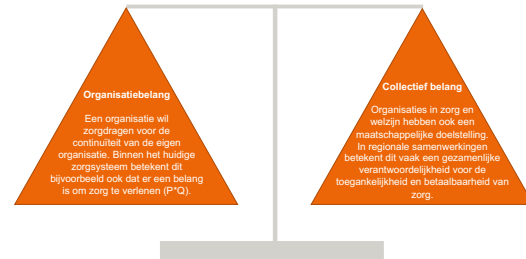 Organisatiebelang
Een organisatie wil
zorgdragen voor de
continuïteit van de eigen
organisatie. Binnen het huidige
zorgsysteem betekent dit
bijvoorbeeld ook dat er een belang
is om zorg te verlenen (P*Q).
Collectief belang
Organisaties in zorg en
welzijn hebben ook een
maatschappelijke doelstelling.
In regionale samenwerkingen
betekent dit vaak een gezamenlijke
verantwoordelijkheid voor de
toegankelijkheid en betaalbaarheid van
zorg.